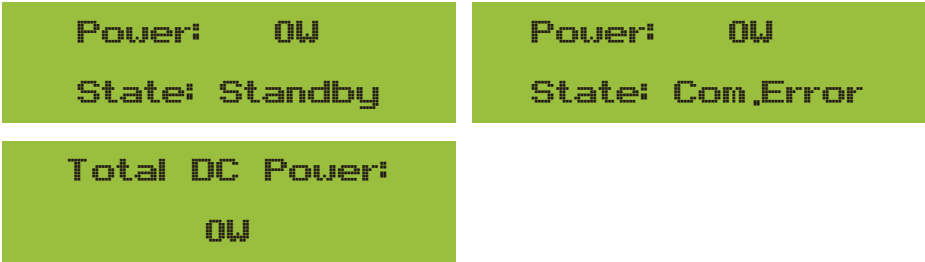 Power: 0W
State: Standby
Power: 0W
State: Com.Error
Total DC Power:
0W